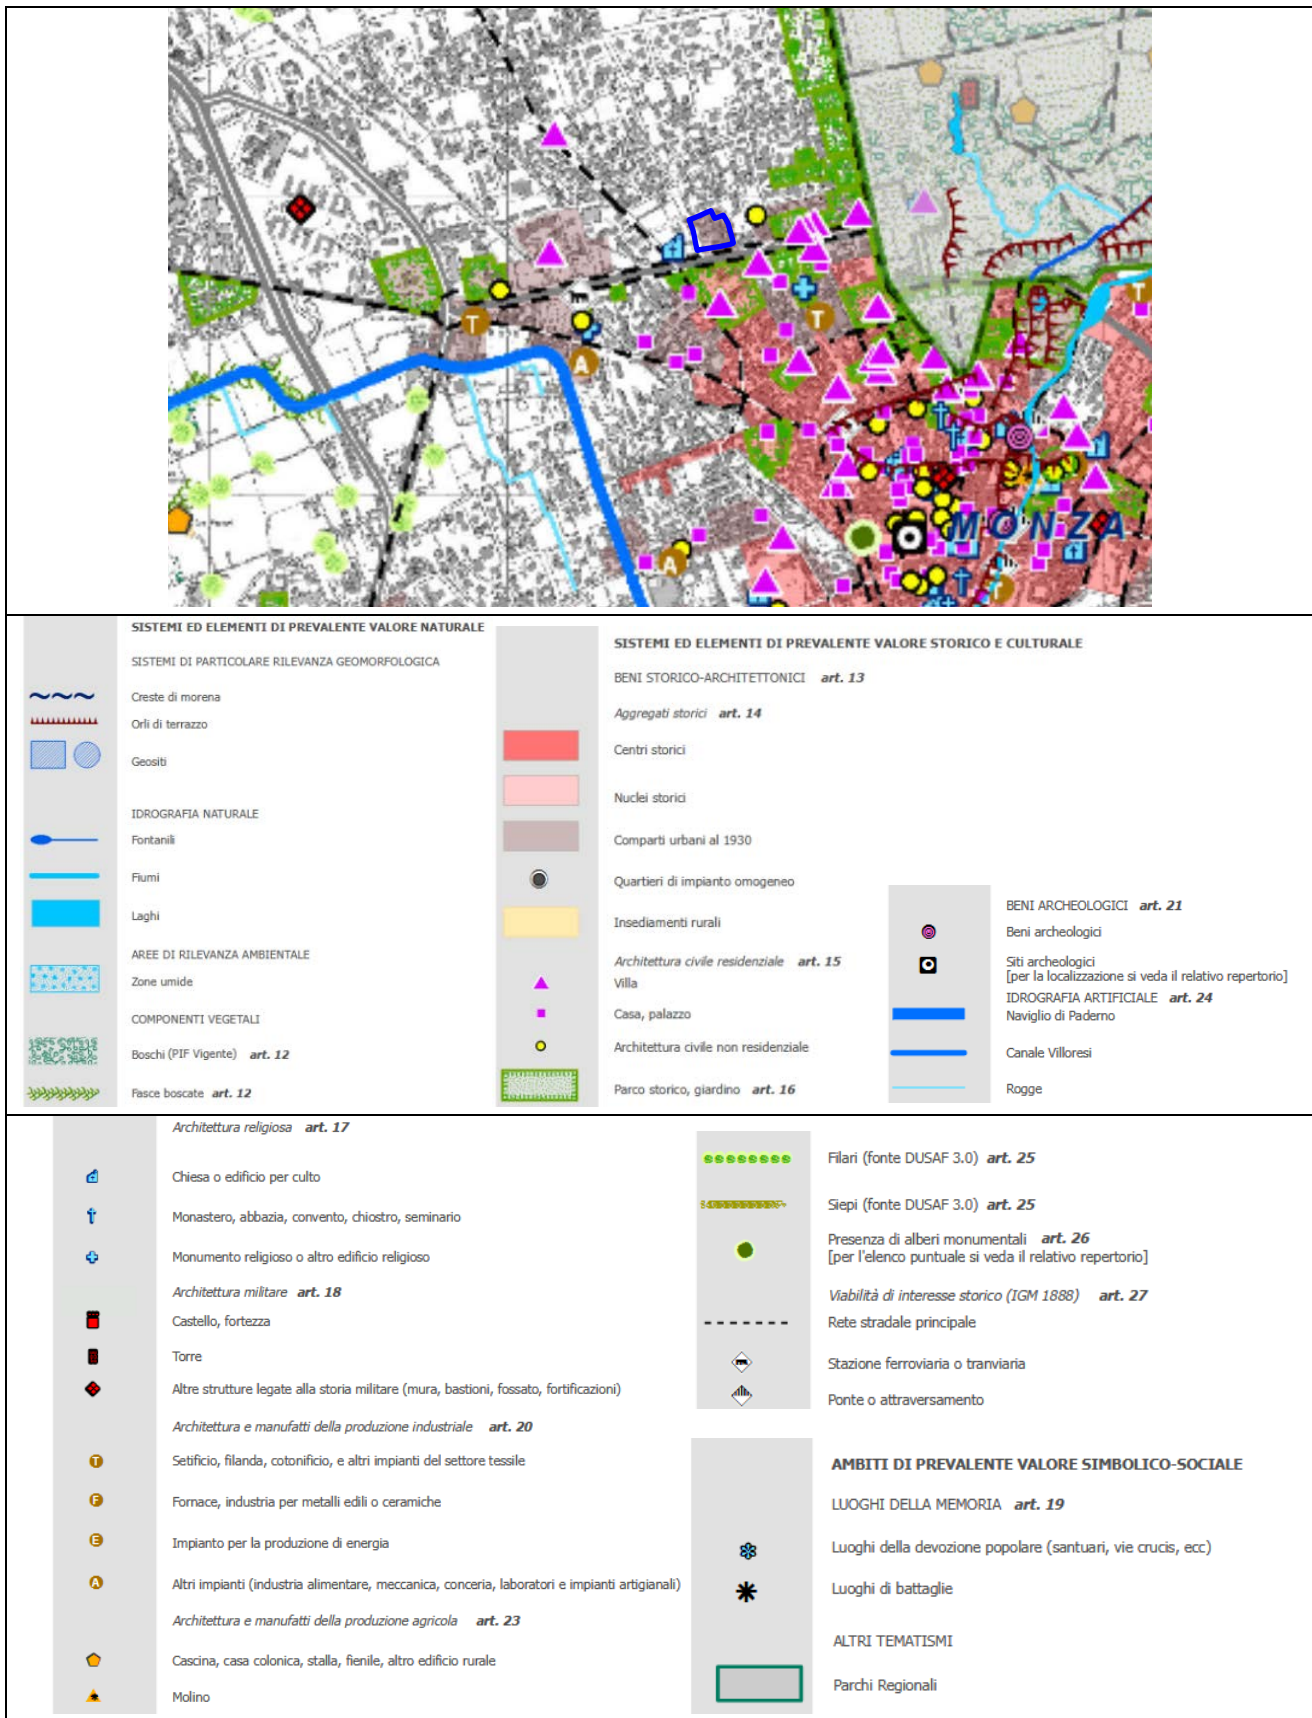 T
T
T
A
A
T
MONZA
SISTEMI ED ELEMENTI DI PREVALENTE VALORE NATURALE
SISTEMI DI PARTICOLARE RILEVANZA GEOMORFOLOGICA
Creste di morena
Orli di terrazzo
Geositi
IDROGRAFIA NATURALE
Fontanili
Fiumi
Laghi
AREE DI RILEVANZA AMBIENTALE
Zone umide
COMPONENTI VEGETALI
Boschi (PIF Vigente) art. 12
Fasce boscate art. 12
SISTEMI ED ELEMENTI DI PREVALENTE VALORE STORICO E CULTURALE
BENI STORICO-ARCHITETTONICI art. 13
Aggregati storici art. 14
Centri storici
Nuclei storici
Comparti urbani al 1930
Quartieri di impianto omogeneo
Insediamenti rurali
Architettura civile residenziale art. 15
Villa
Casa, palazzo
Architettura civile non residenziale
Parco storico, giardino art. 16
BENI ARCHEOLOGICI art. 21
Beni archeologici
Siti archeologici
[per la localizzazione si veda il relativo repertorio]
IDROGRAFIA ARTIFICIALE art. 24
Naviglio di Paderno
Canale Villoresi
Rogge
Architettura religiosa art. 17
Chiesa o edificio per culto
Monastero, abbazia, convento, chiostro, seminario
Monumento religioso o altro edificio religioso
Architettura militare art. 18
Castello, fortezza
Torre
Altre strutture legate alla storia militare (mura, bastioni, fossato, fortificazioni)
Architettura e manufatti della produzione industriale art. 20
T Setificio, filanda, cotonificio, e altri impianti del settore tessile
F Fornace, industria per metalli edili o ceramiche
E Impianto per la produzione di energia
A Altri impianti (industria alimentare, meccanica, conceria, laboratori e impianti artigianali)
Architettura e manufatti della produzione agricola art. 23
Cascina, casa colonica, stalla, fienile, altro edificio rurale
Molino
Filari (fonte DUSAF 3.0) art. 25
Siepi (fonte DUSAF 3.0) art. 25
Presenza di alberi monumentali art. 26
[per l'elenco puntuale si veda il relativo repertorio]
Viabilità di interesse storico (IGM 1888) art. 27
Rete stradale principale
Stazione ferroviaria o tranviaria
Ponte o attraversamento
AMBITI DI PREVALENTE VALORE SIMBOLICO-SOCIALE
LUOGHI DELLA MEMORIA art. 19
Luoghi della devozione popolare (santuari, vie crucis, ecc)
Luoghi di battaglie
ALTRI TEMATISMI
Parchi Regionali